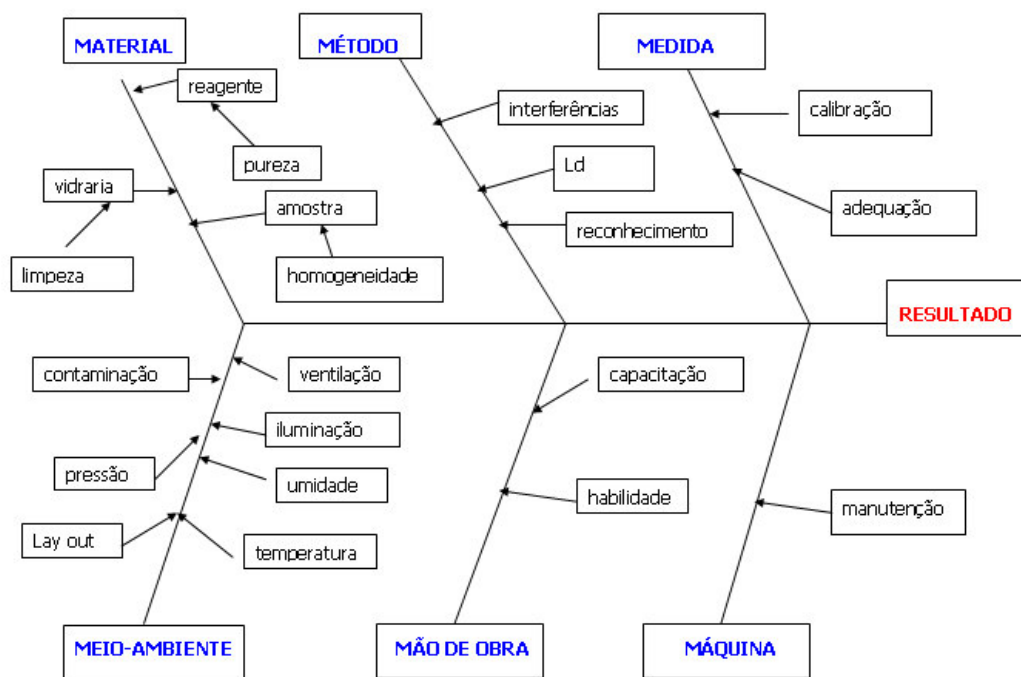 MATERIAL
MÉTODO
MEDIDA
reagente
interferências
calibração
pureza
Ld
vidraria
amostra
adequação
reconhecimento
limpeza
homogeneidade
RESULTADO
contaminação
ventilação
capacitação
iluminação
pressão
umidade
habilidade
manutenção
Lay out
temperatura
MEIO-AMBIENTE
MÃO DE OBRA
MÁQUINA